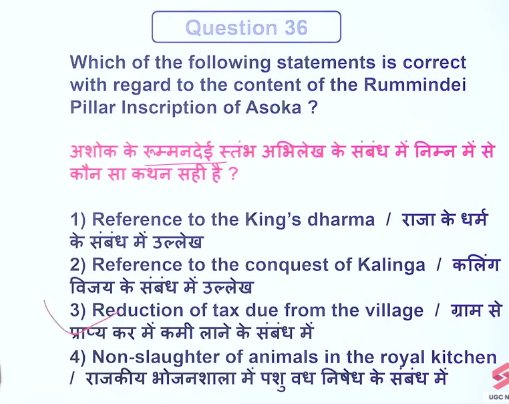 Question 36
Which of the following statements is correct
with regard to the content of the Rummindei
Pillar Inscription of Asoka ?
अशोक के रूम्मनदेई स्तंभ अभिलेख के संबंध में निम्न में से
कौन सा कथन सही है ?
1) Reference to the King's dharma / राजा के धर्म
के संबंध में उल्लेख
2) Reference to the conquest of Kalinga / कलिंग
विजय के संबंध में उल्लेख
3) Reduction of tax due from the village / ग्राम से
प्राप्य कर में कमी लाने के संबंध में
4) Non-slaughter of animals in the royal kitchen
/ राजकीय भोजनशाला में पशु वध निषेध के संबंध में
UGC N